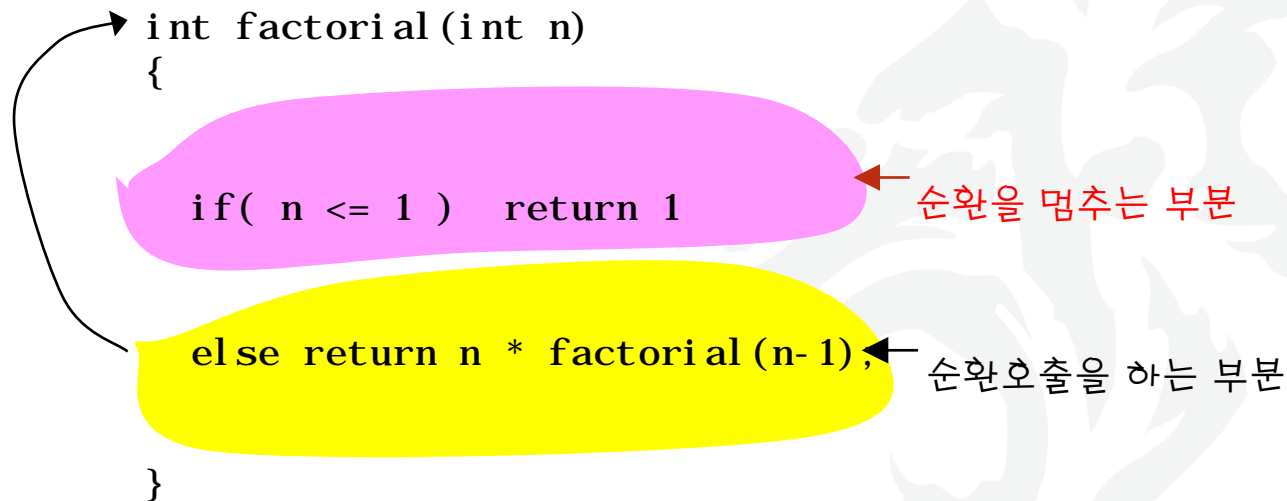 int factorial(int n)
{
if( n <= 1 ) return 1
순환을 멈추는 부분
else return n * factorial(n-1);
순환호출을 하는 부분
}